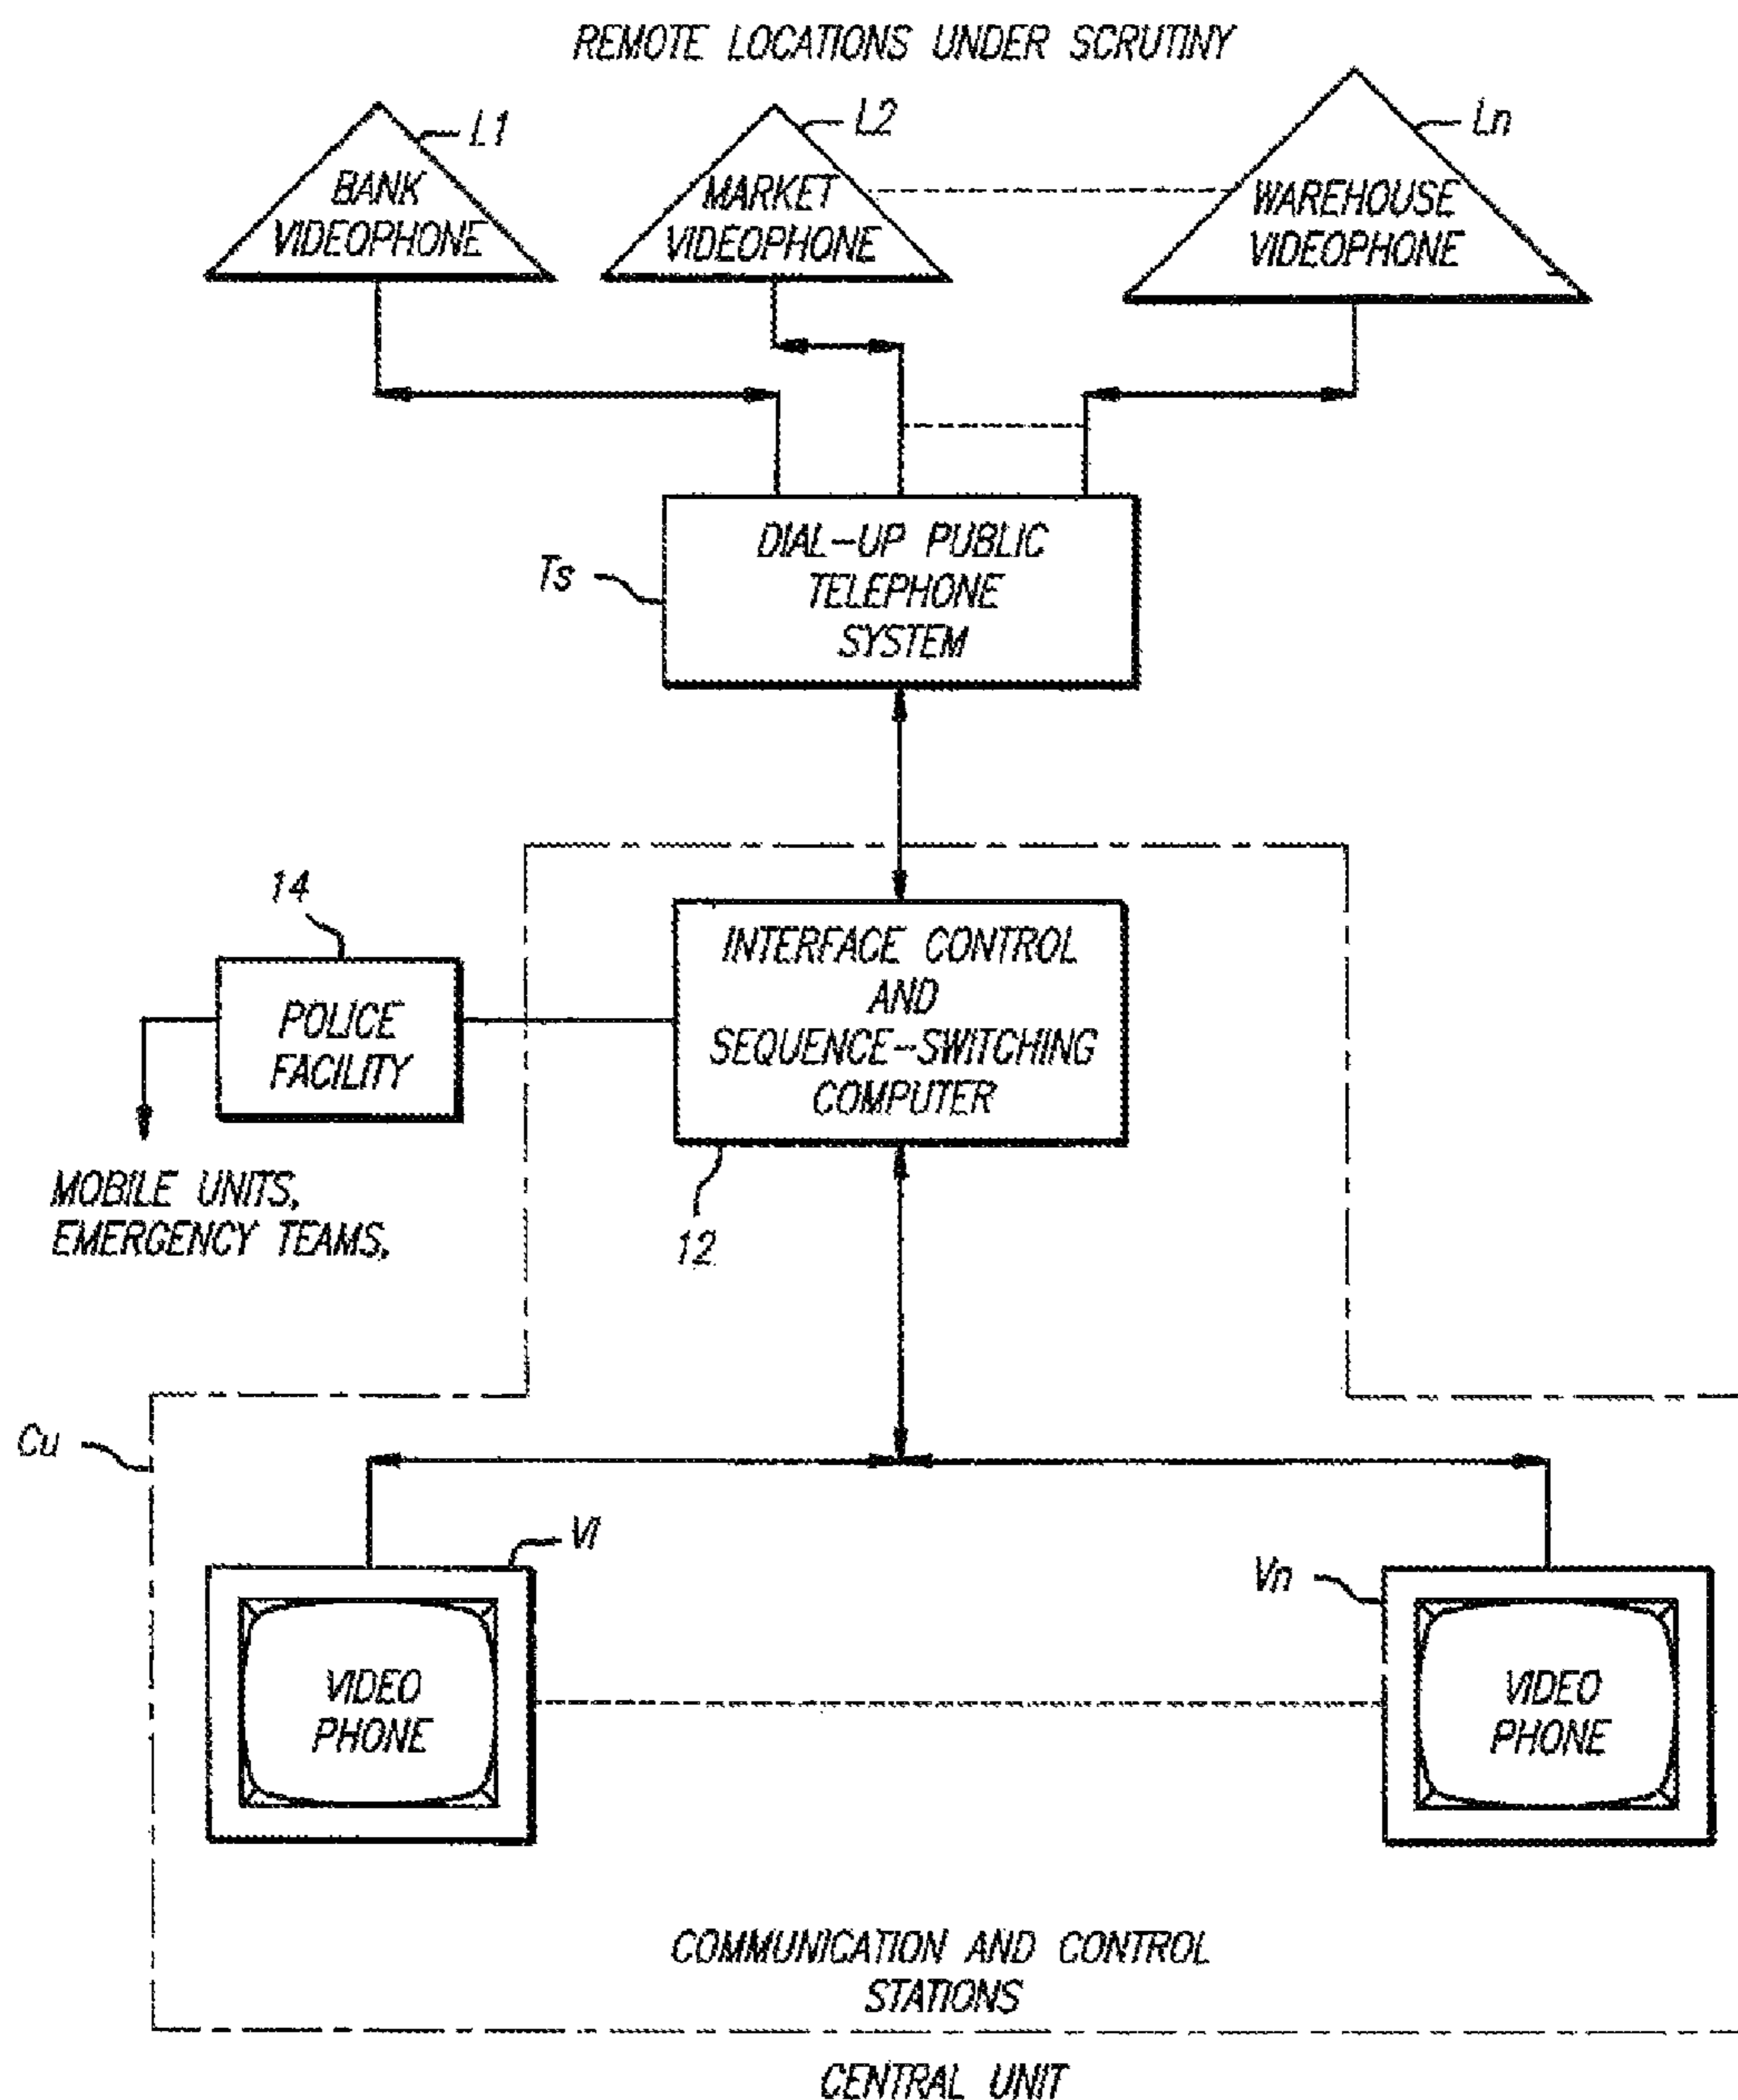 REMOTE LOCATIONS UNDER SCRUTINY
L1
L2
Ln
BANK
VIDEOPHONE
MARKET
VIDEOPHONE
WAREHOUSE
VIDEOPHONE
Ts
DIAL-UP PUBLIC
TELEPHONE
SYSTEM
14
POLICE
FACILITY
INTERFACE CONTROL
AND
SEQUENCE-SWITCHING
COMPUTER
12
MOBILE UNITS,
EMERGENCY TEAMS,
Cu
V1
Vn
VIDEO
PHONE
VIDEO
PHONE
COMMUNICATION AND CONTROL
STATIONS
CENTRAL UNIT